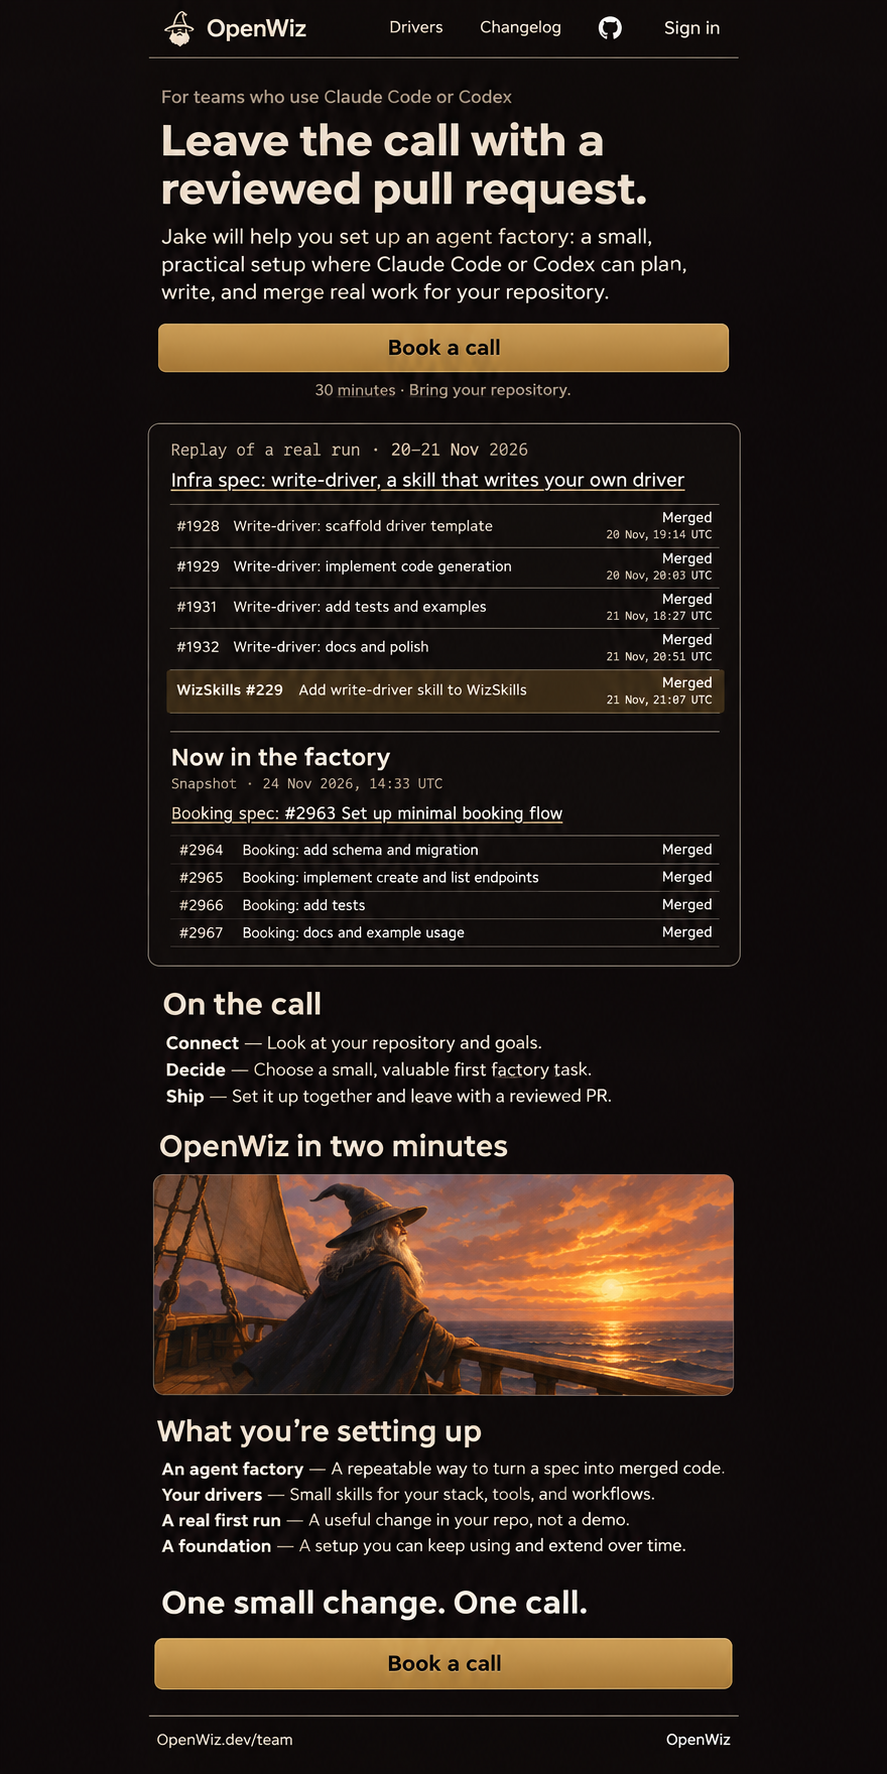 OpenWiz Drivers Changelog Sign in
For teams who use Claude Code or Codex
Leave the call with a
reviewed pull request.
Jake will help you set up an agent factory: a small,
practical setup where Claude Code or Codex can plan,
write, and merge real work for your repository.
Book a call
30 minutes · Bring your repository.
Replay of a real run · 20–21 Nov 2026
Infra spec: write-driver, a skill that writes your own driver
#1928 Write-driver: scaffold driver template Merged
20 Nov, 19:14 UTC
#1929 Write-driver: implement code generation Merged
20 Nov, 20:03 UTC
#1931 Write-driver: add tests and examples Merged
21 Nov, 18:27 UTC
#1932 Write-driver: docs and polish Merged
21 Nov, 20:51 UTC
WizSkills #229 Add write-driver skill to WizSkills Merged
21 Nov, 21:07 UTC
Now in the factory
Snapshot · 24 Nov 2026, 14:33 UTC
Booking spec: #2963 Set up minimal booking flow
#2964 Booking: add schema and migration Merged
#2965 Booking: implement create and list endpoints Merged
#2966 Booking: add tests Merged
#2967 Booking: docs and example usage Merged
On the call
Connect — Look at your repository and goals.
Decide — Choose a small, valuable first factory task.
Ship — Set it up together and leave with a reviewed PR.
OpenWiz in two minutes
What you’re setting up
An agent factory — A repeatable way to turn a spec into merged code.
Your drivers — Small skills for your stack, tools, and workflows.
A real first run — A useful change in your repo, not a demo.
A foundation — A setup you can keep using and extend over time.
One small change. One call.
Book a call
OpenWiz.dev/team OpenWiz